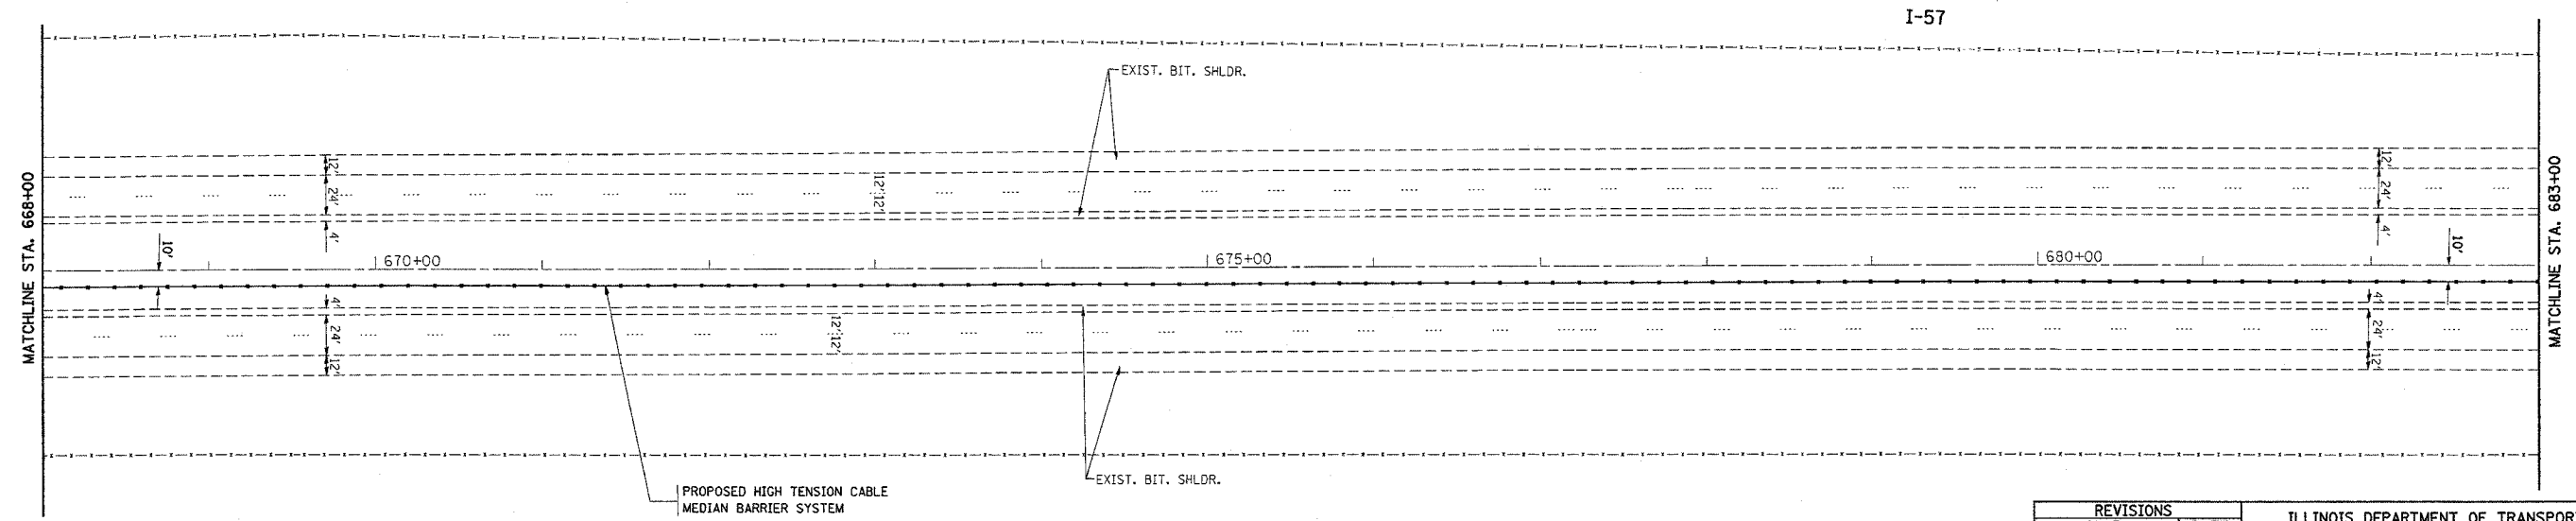 I-57
EXIST. BIT. SHLDR.
MATCHLINE STA. 668+00
MATCHLINE STA. 683+00
12'
24'
4'
12' 12'
12'
24'
4'
10'
670+00
675+00
680+00
10'
4'
24'
12'
12' 12'
4'
24'
12'
EXIST. BIT. SHLDR.
PROPOSED HIGH TENSION CABLE
MEDIAN BARRIER SYSTEM
REVISIONS
ILLINOIS DEPARTMENT OF TRANSPOR